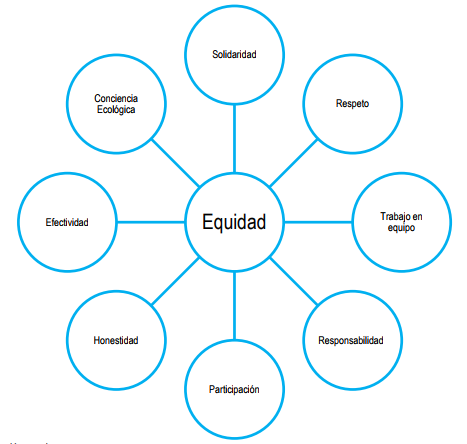 Solidaridad
Conciencia
Ecológica
Respeto
Efectividad
Equidad
Trabajo en
equipo
Honestidad
Responsabilidad
Participación